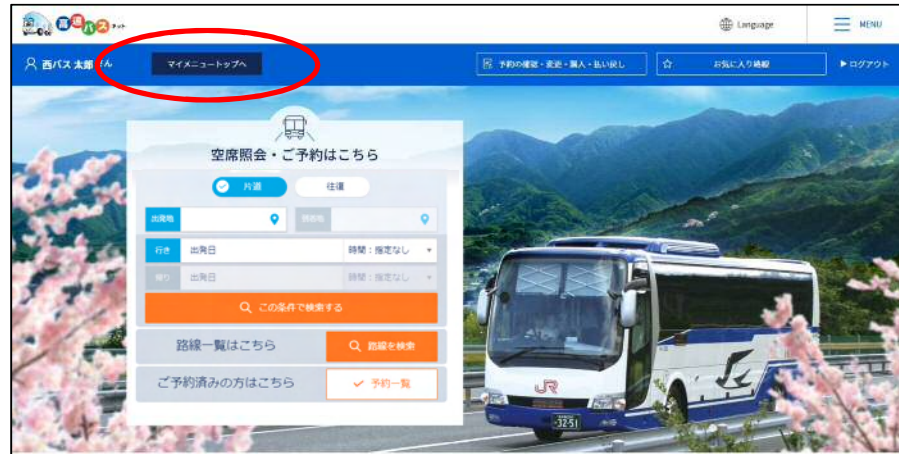 高速バスネット
Language
MENU
西バス 太郎 さん
マイメニュートップへ
予約の確認・変更・購入・払い戻し
お気に入り路線
▶ログアウト
空席照会・ご予約はこちら
片道
往復
出発地
到着地
行き 出発日 時間：指定なし
帰り 出発日 時間：指定なし
この条件で検索する
路線一覧はこちら
路線を検索
ご予約済みの方はこちら
予約一覧
JR
32-51